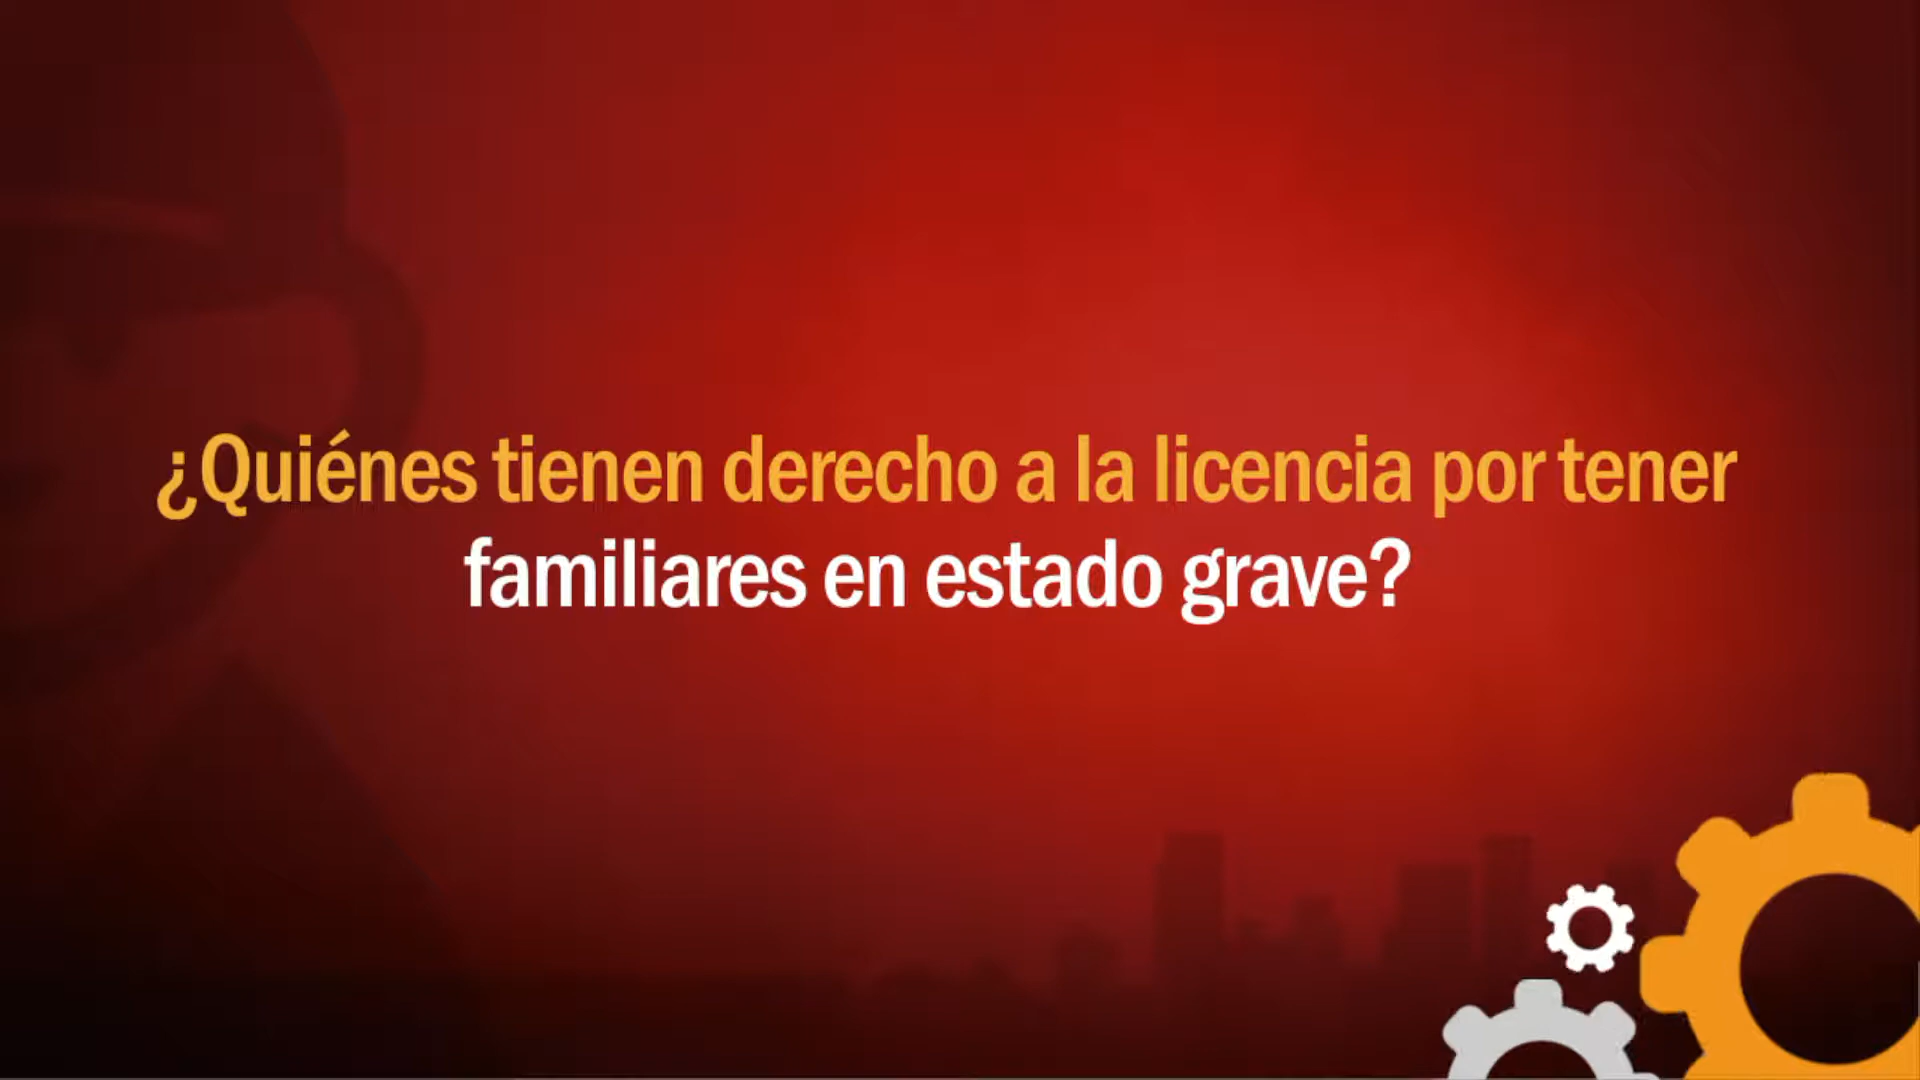 ¿Quiénes tienen derecho a la licencia por tener
familiares en estado grave?